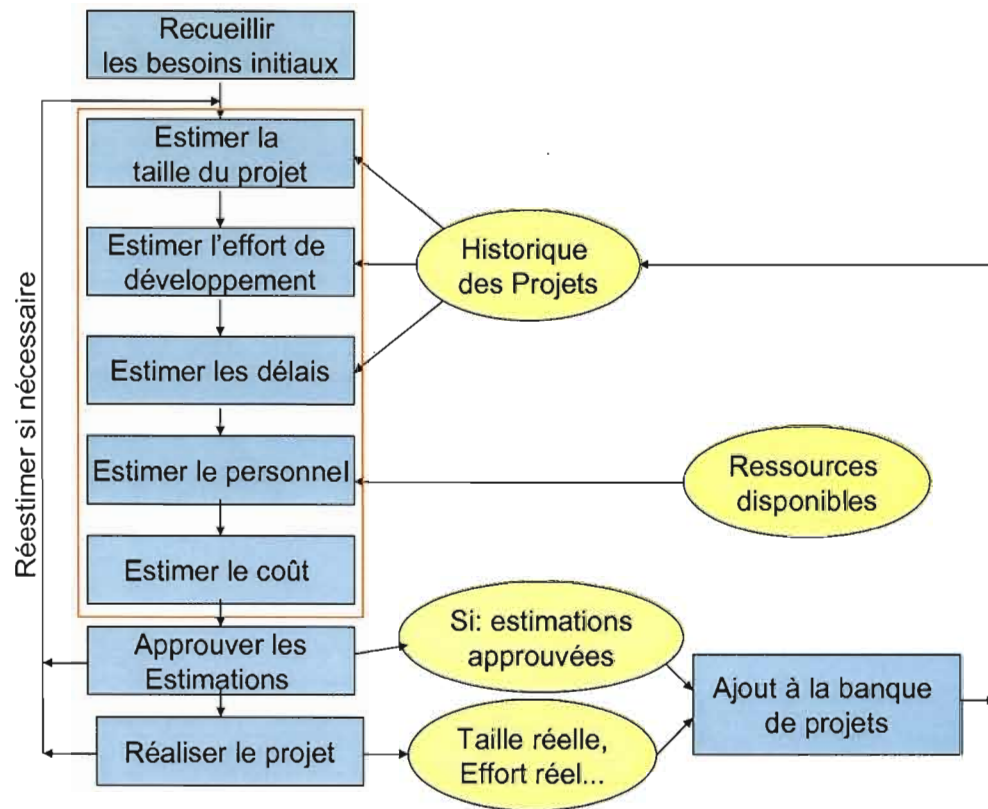 Recueillir
les besoins initiaux
Estimer la
taille du projet
Estimer l'effort de
développement
Historique
des Projets
Estimer les délais
Réestimer si nécessaire
Estimer le personnel
Ressources
disponibles
Estimer le coût
Approuver les
Estimations
Si: estimations
approuvées
Ajout à la banque
de projets
Réaliser le projet
Taille réelle,
Effort réel...